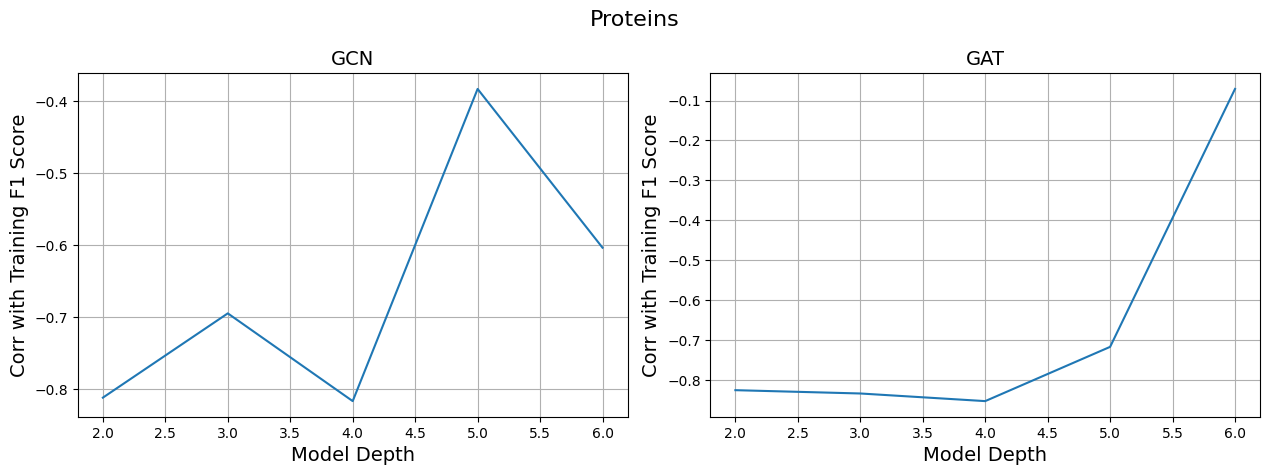 Proteins
GCN
Corr with Training F1 Score
−0.4
−0.5
−0.6
−0.7
−0.8
2.0 2.5 3.0 3.5 4.0 4.5 5.0 5.5 6.0
Model Depth
GAT
Corr with Training F1 Score
−0.1
−0.2
−0.3
−0.4
−0.5
−0.6
−0.7
−0.8
2.0 2.5 3.0 3.5 4.0 4.5 5.0 5.5 6.0
Model Depth